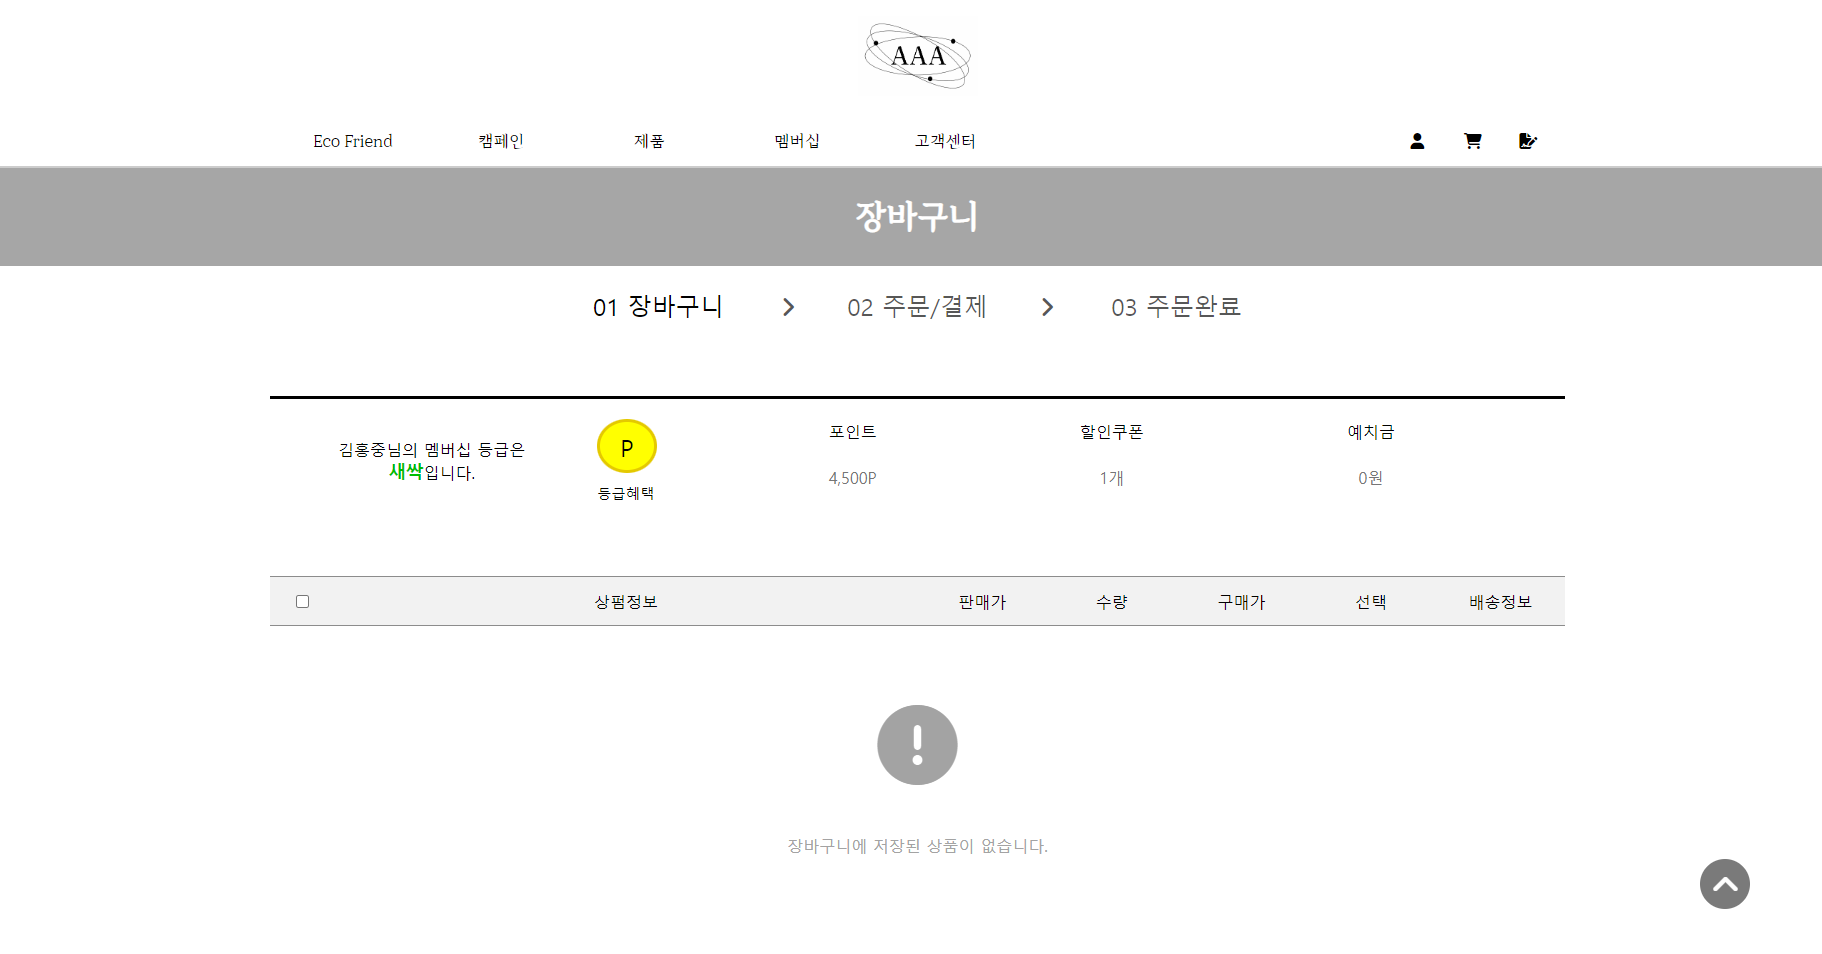 AAA
Eco Friend 캠페인 제품 멤버십 고객센터
장바구니
01 장바구니 02 주문/결제 03 주문완료
김홍중님의 멤버십 등급은
새싹입니다.
P
등급혜택
포인트
4,500P
할인쿠폰
1개
예치금
0원
상펌정보 판매가 수량 구매가 선택 배송정보
장바구니에 저장된 상품이 없습니다.